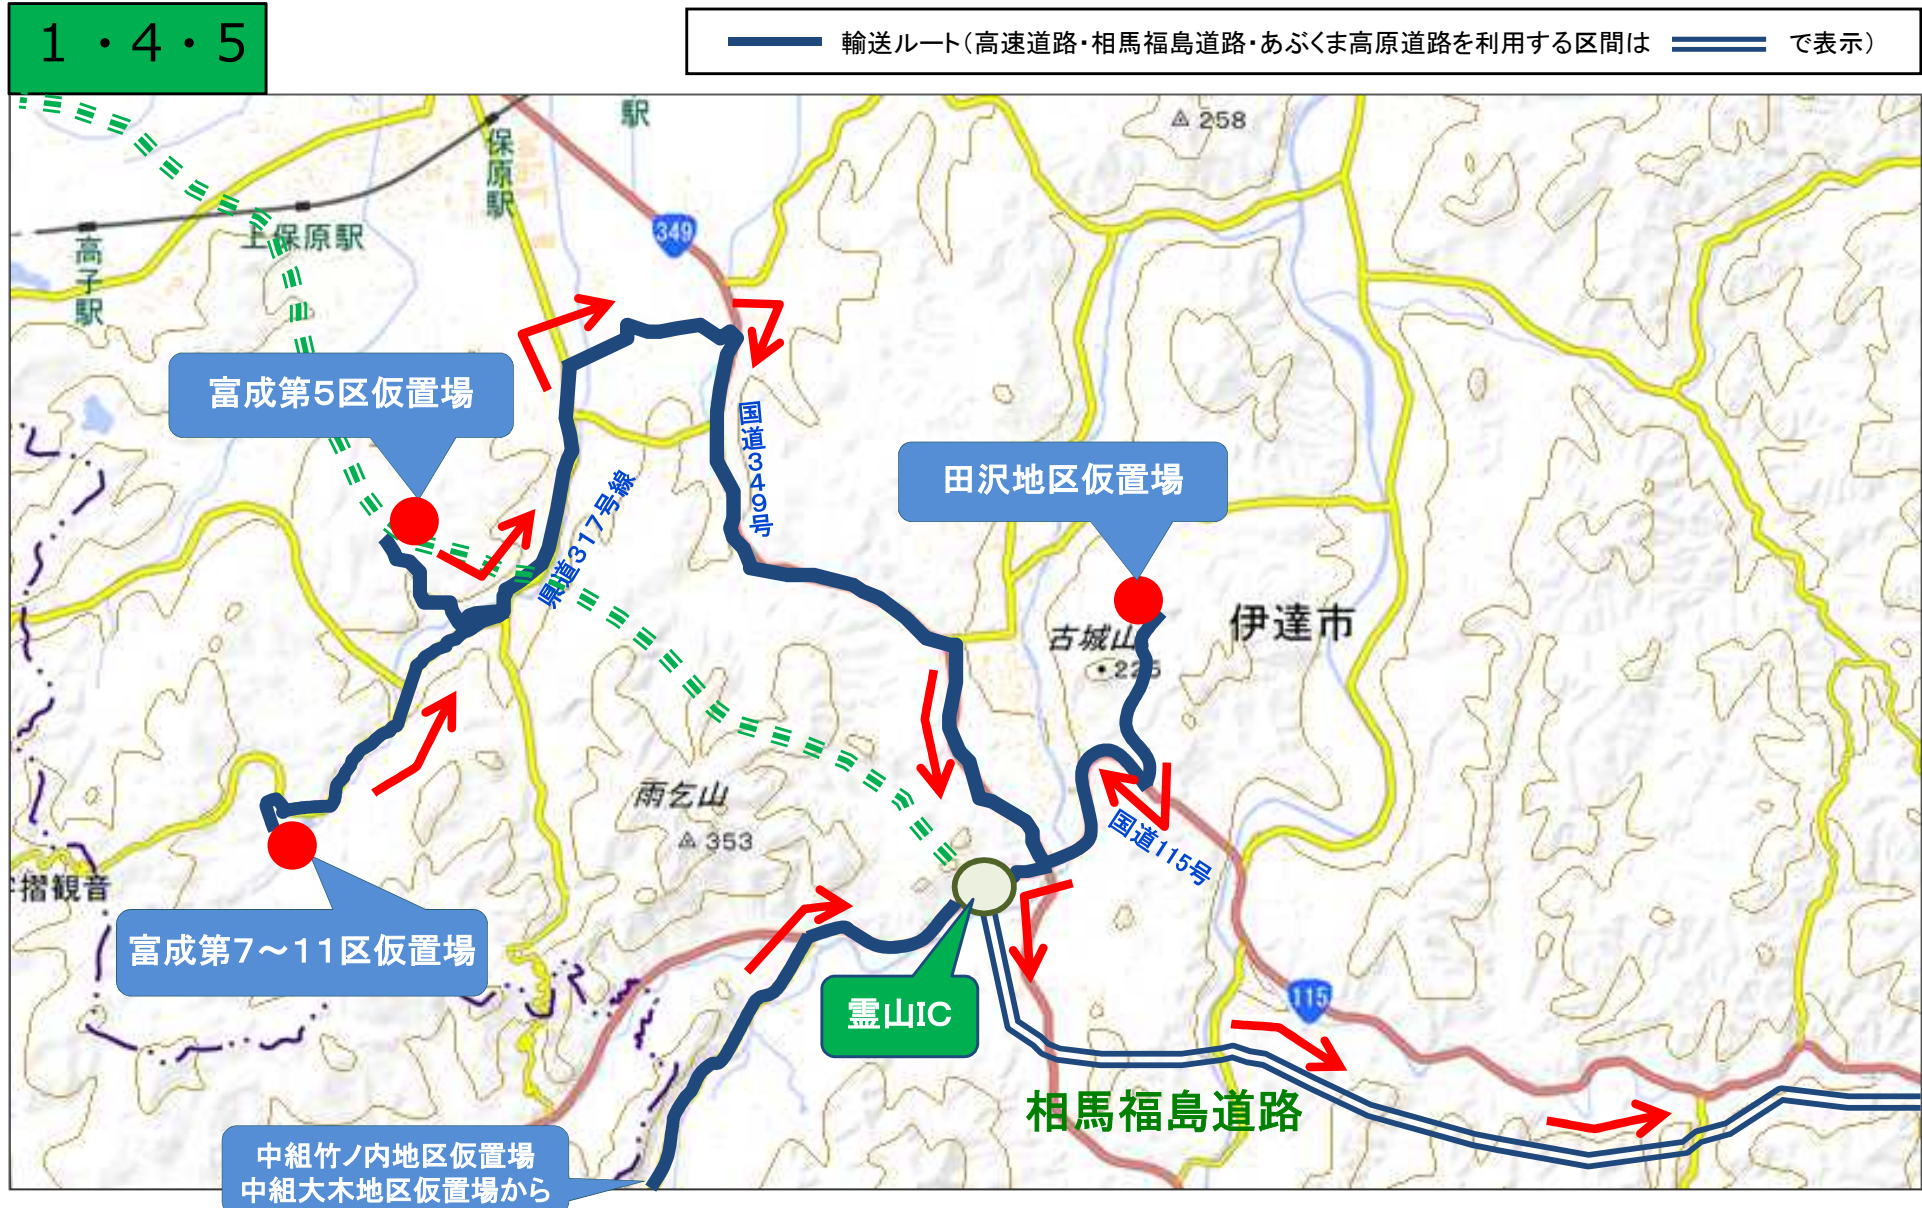 1・4・5
輸送ルート(高速道路・相馬福島道路・あぶくま高原道路を利用する区間は で表示)
駅
△ 258
保原駅
349
上保原駅
高子駅
富成第5区仮置場
国道349号
田沢地区仮置場
県道317号線
伊達市
古城山
225
雨乞山
△ 353
国道115号
摺観音
富成第7～11区仮置場
霊山IC
115
相馬福島道路
中組竹ノ内地区仮置場
中組大木地区仮置場から